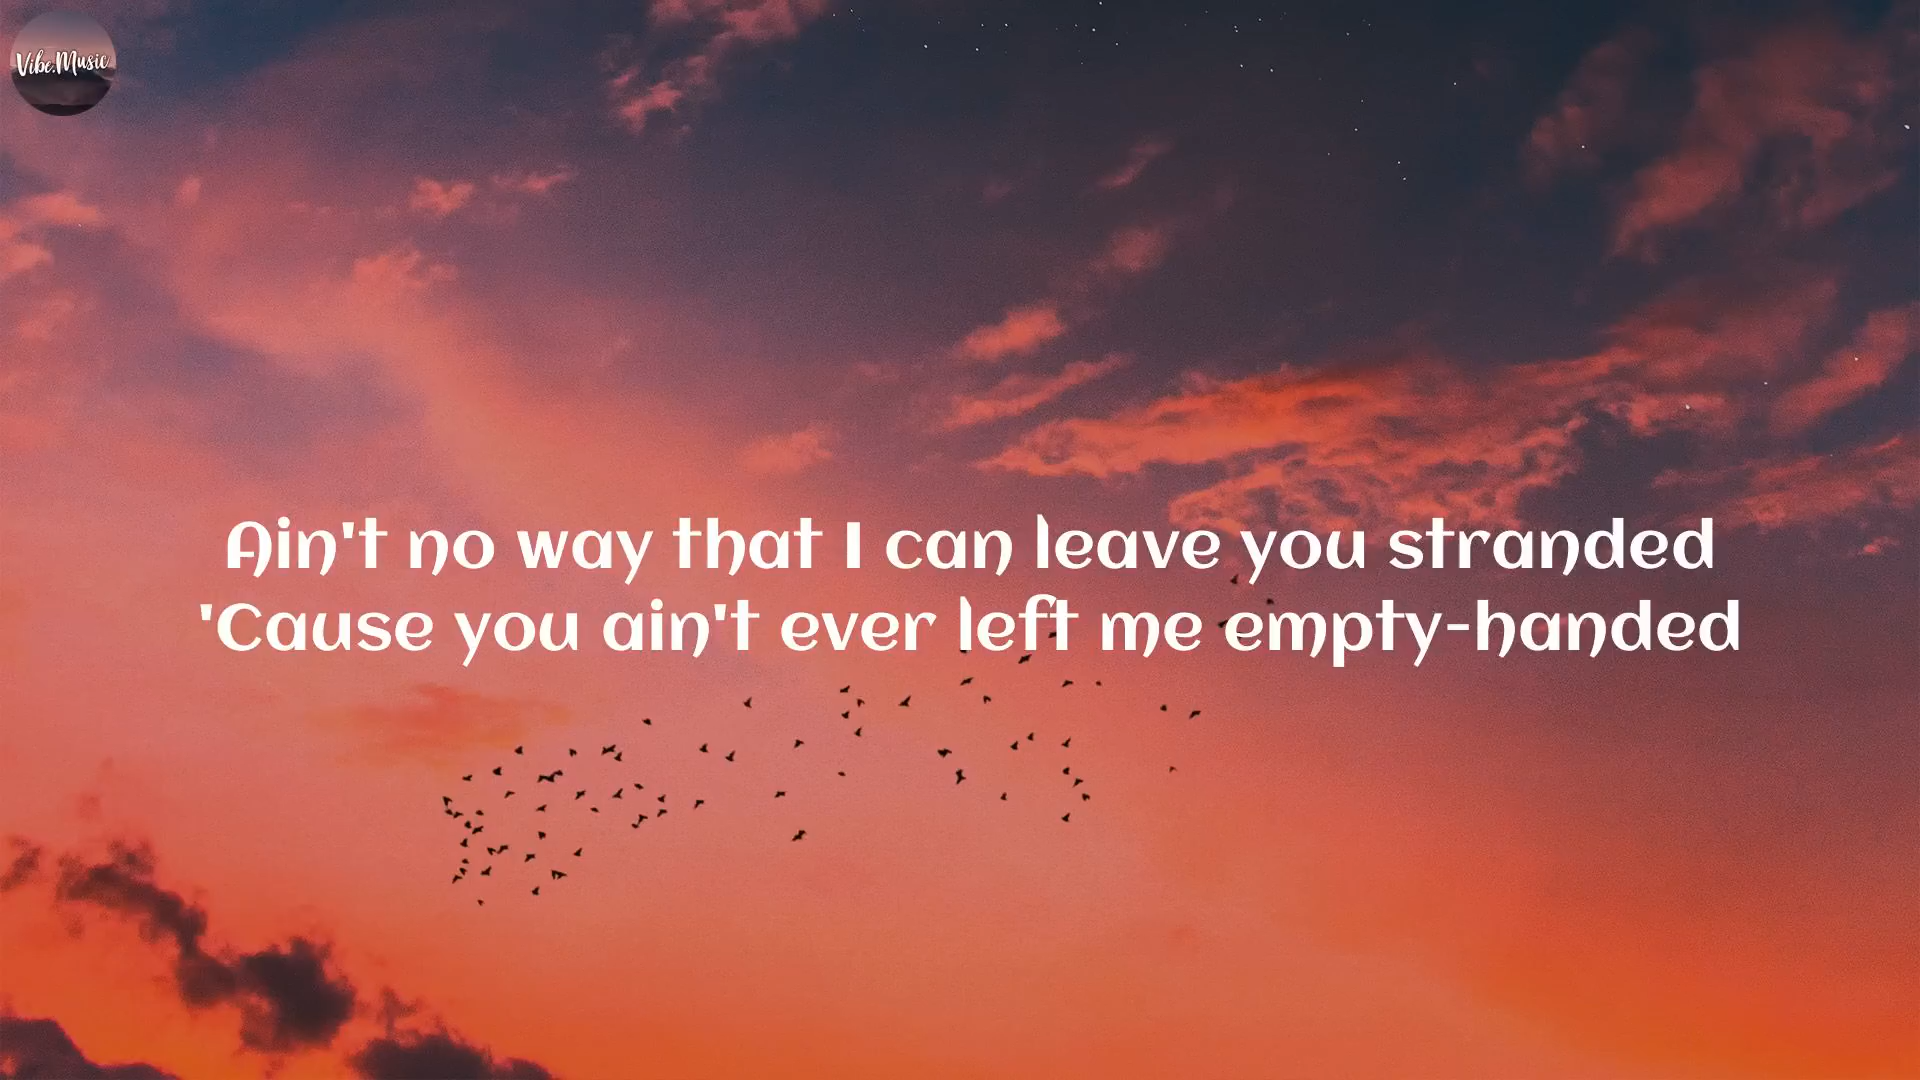 Vibe.Music
Ain't no way that I can leave you stranded
'Cause you ain't ever left me empty-handed